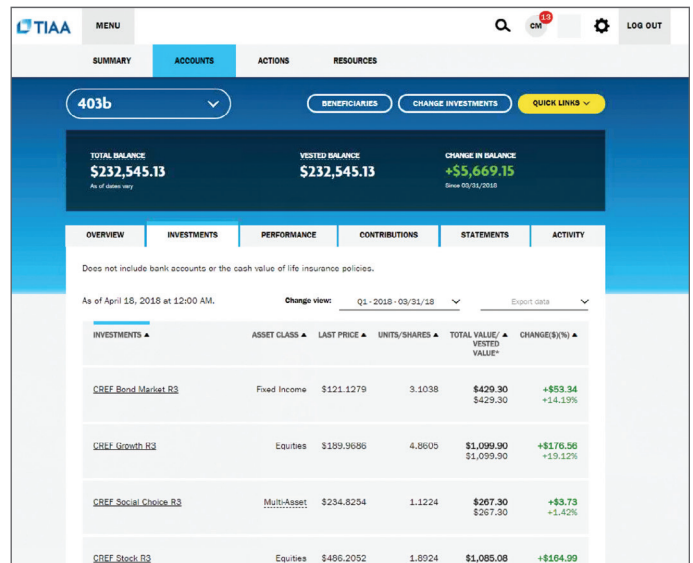 TIAA MENU CM 13 LOG OUT
SUMMARY ACCOUNTS ACTIONS RESOURCES
403b BENEFICIARIES CHANGE INVESTMENTS QUICK LINKS
TOTAL BALANCE VESTED BALANCE CHANGE IN BALANCE
$232,545.13 $232,545.13 +$5,669.15
As of dates vary Since 03/31/2018
OVERVIEW INVESTMENTS PERFORMANCE CONTRIBUTIONS STATEMENTS ACTIVITY
Does not include bank accounts or the cash value of life insurance policies.
As of April 18, 2018 at 12:00 AM. Change view: Q1 - 2018 - 03/31/18 Export data
INVESTMENTS ▲ ASSET CLASS ▲ LAST PRICE ▲ UNITS/SHARES ▲ TOTAL VALUE/ ▲ CHANGE($)(%) ▲
VESTED
VALUE*
CREF Bond Market R3 Fixed Income $121.1279 3.1038 $429.30 +$53.34
$429.30 +14.19%
CREF Growth R3 Equities $189.9686 4.8605 $1,099.90 +$176.56
$1,099.90 +19.12%
CREF Social Choice R3 Multi-Asset $234.8254 1.1224 $267.30 +$3.73
$267.30 +1.42%
CREF Stock R3 Equities $486.2052 1.8924 $1,085.08 +$164.99